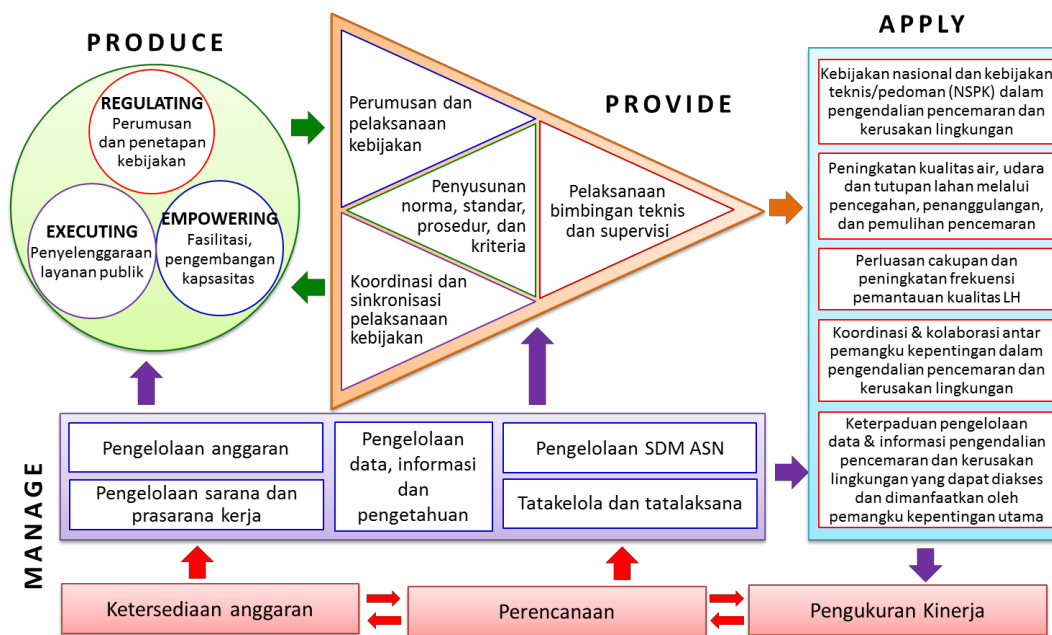 PRODUCE
REGULATING
Perumusan
dan penetapan
kebijakan
EXECUTING
Penyelenggaraan
layanan publik
EMPOWERING
Fasilitasi,
pengembangan
kapsasitas
PROVIDE
Perumusan dan
pelaksanaan
kebijakan
Penyusunan
norma, standar,
prosedur, dan
kriteria
Koordinasi dan
sinkronisasi
pelaksanaan
kebijakan
Pelaksanaan
bimbingan teknis
dan supervisi
APPLY
Kebijakan nasional dan kebijakan
teknis/pedoman (NSPK) dalam
pengendalian pencemaran dan
kerusakan lingkungan
Peningkatan kualitas air, udara
dan tutupan lahan melalui
pencegahan, penanggulangan,
dan pemulihan pencemaran
Perluasan cakupan dan
peningkatan frekuensi
pemantauan kualitas LH
Koordinasi & kolaborasi antar
pemangku kepentingan dalam
pengendalian pencemaran dan
kerusakan lingkungan
Keterpaduan pengelolaan
data & informasi pengendalian
pencemaran dan kerusakan
lingkungan yang dapat diakses
dan dimanfaatkan oleh
pemangku kepentingan utama
MANAGE
Pengelolaan anggaran
Pengelolaan sarana dan
prasarana kerja
Pengelolaan
data, informasi
dan
pengetahuan
Pengelolaan SDM ASN
Tatakelola dan tatalaksana
Ketersediaan anggaran
Perencanaan
Pengukuran Kinerja